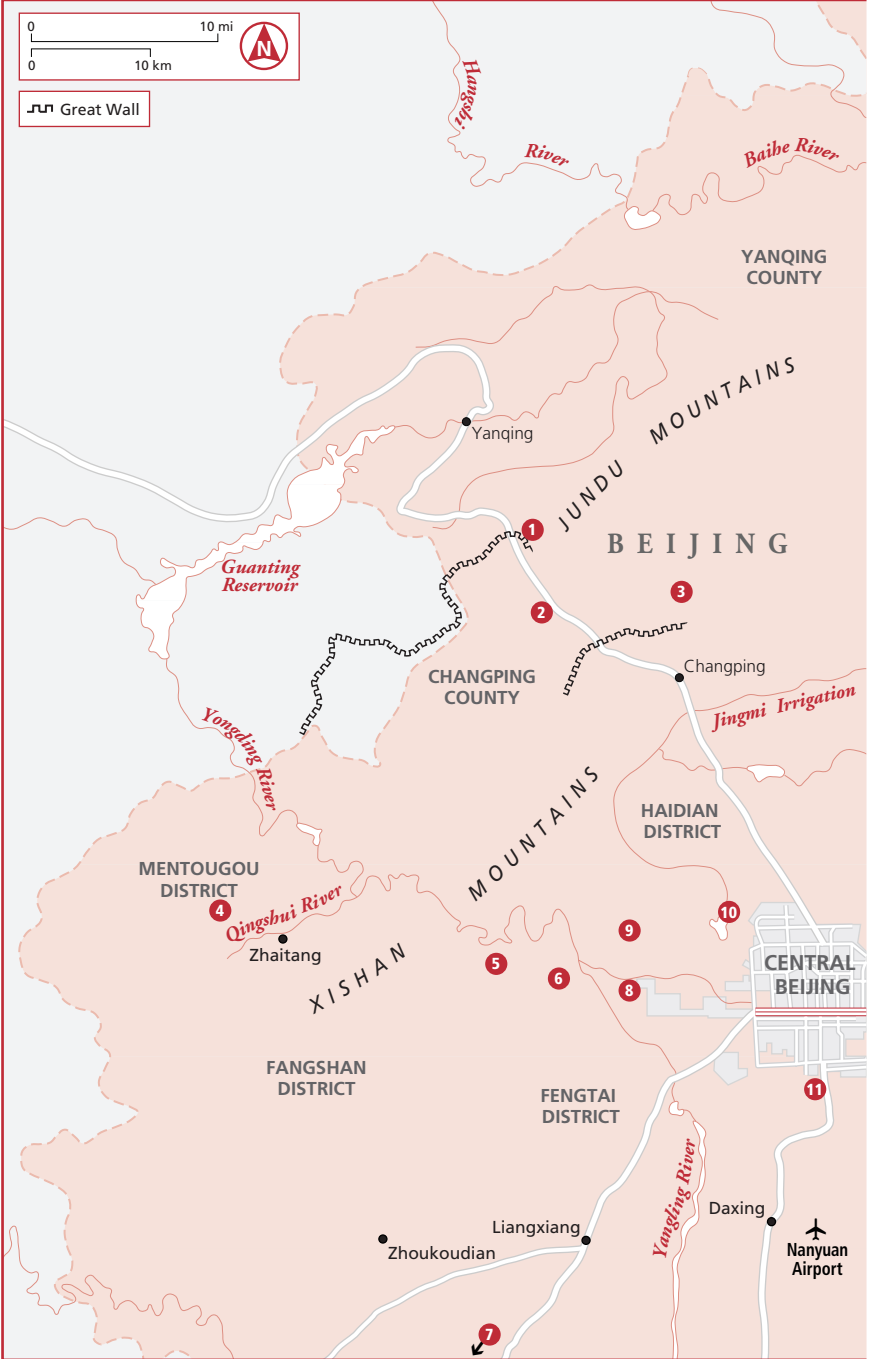 0 10 mi
0 10 km
N
Great Wall
Hangshi.
River
Baihe River
YANQING
COUNTY
JUNDU MOUNTAINS
Yanqing
1
BEIJING
Guanting
Reservoir
3
2
Changping
CHANGPING
COUNTY
Jingmi Irrigation
Yongding River
HAIDIAN
DISTRICT
XISHAN MOUNTAINS
MENTOUGOU
DISTRICT
4
Qingshui River
Zhaitang
10
9
5
6
8
CENTRAL
BEIJING
FANGSHAN
DISTRICT
FENGTAI
DISTRICT
11
Yangling River
Daxing
Liangxiang
Zhoukoudian
Nanyuan
Airport
7